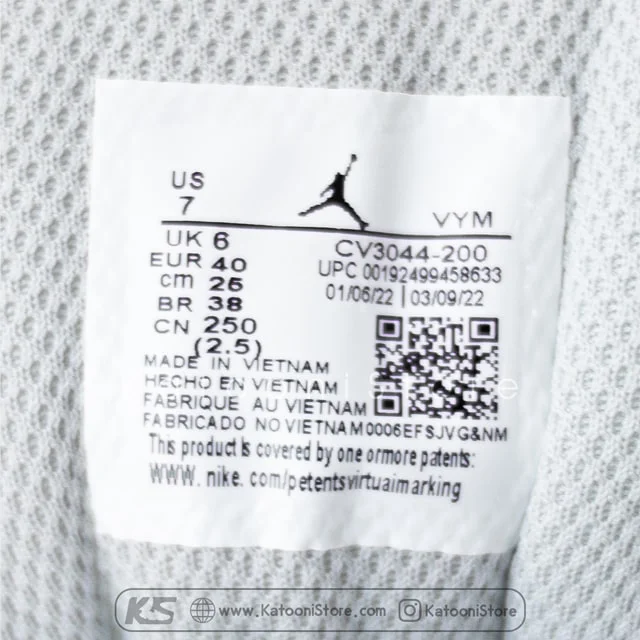 US
7
VYM
UK 6
EUR 40
cm 25
BR 38
CN 250
(2.5)
CV3044-200
UPC 00192499458633
01/06/22 | 03/09/22
MADE IN VIETNAM
HECHO EN VIETNAM
FABRIQUE AU VIETNAM
FABRICADO NO VIETNAM 0006EFSJVG&NM
This product is covered by one ormore patents:
WWW. nike. com/petentsvirtuaimarking
KS www.KatooniStore.com KatooniStore